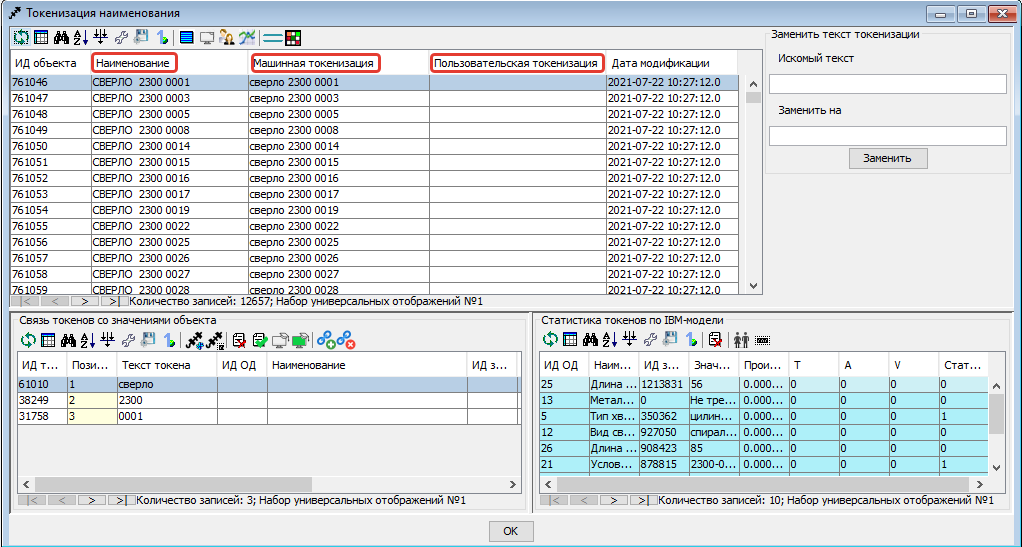 Токенизация наименования
Заменить текст токенизации
Искомый текст
Заменить на
Заменить
ИД объекта Наименование Машинная токенизация Пользовательская токенизация Дата модификации
761046 СВЕРЛО 2300 0001 сверло 2300 0001 2021-07-22 10:27:12.0
761047 СВЕРЛО 2300 0003 сверло 2300 0003 2021-07-22 10:27:12.0
761048 СВЕРЛО 2300 0005 сверло 2300 0005 2021-07-22 10:27:12.0
761049 СВЕРЛО 2300 0008 сверло 2300 0008 2021-07-22 10:27:12.0
761050 СВЕРЛО 2300 0014 сверло 2300 0014 2021-07-22 10:27:12.0
761051 СВЕРЛО 2300 0015 сверло 2300 0015 2021-07-22 10:27:12.0
761052 СВЕРЛО 2300 0016 сверло 2300 0016 2021-07-22 10:27:12.0
761053 СВЕРЛО 2300 0017 сверло 2300 0017 2021-07-22 10:27:12.0
761054 СВЕРЛО 2300 0019 сверло 2300 0019 2021-07-22 10:27:12.0
761055 СВЕРЛО 2300 0022 сверло 2300 0022 2021-07-22 10:27:12.0
761056 СВЕРЛО 2300 0025 сверло 2300 0025 2021-07-22 10:27:12.0
761057 СВЕРЛО 2300 0026 сверло 2300 0026 2021-07-22 10:27:12.0
761058 СВЕРЛО 2300 0027 сверло 2300 0027 2021-07-22 10:27:12.0
761059 СВЕРЛО 2300 0028 сверло 2300 0028 2021-07-22 10:27:12.0
Количество записей: 12657; Набор универсальных отображений №1
Связь токенов со значениями объекта
ИД т... Пози... Текст токена ИД ОД Наименование ИД з...
61010 1 сверло
38249 2 2300
31758 3 0001
Количество записей: 3; Набор универсальных отображений №1
Статистика токенов по IBM-модели
ИД ОД Наим... ИД з... Знач... Прои... T A V Стат...
25 Длина ... 1213831 56 0.000... 0 0 0 0
13 Метал... 0 Не тре... 0.000... 0 0 0 0
5 Тип хв... 350362 цилин... 0.000... 0 0 0 1
12 Вид св... 927050 спирал... 0.000... 0 0 0 0
26 Длина ... 908423 85 0.000... 0 0 0 0
21 Услов... 878815 2300-0... 0.000... 0 0 0 1
Количество записей: 10; Набор универсальных отображений №1
OK